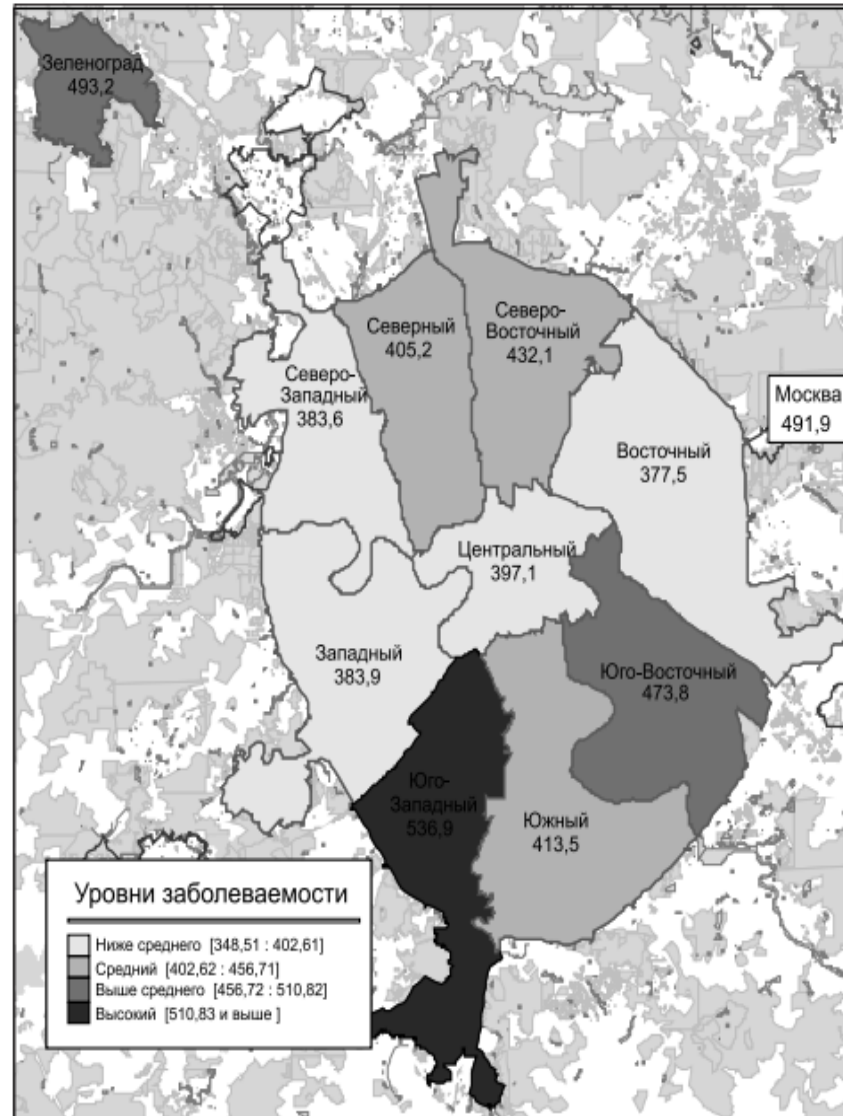 Зеленоград
493,2
Северный
405,2
Северо-
Восточный
432,1
Северо-
Западный
383,6
Москва
491,9
Восточный
377,5
Центральный
397,1
Западный
383,9
Юго-Восточный
473,8
Юго-
Западный
536,9
Южный
413,5
Уровни заболеваемости
Ниже среднего [348,51 : 402,61]
Средний [402,62 : 456,71]
Выше среднего [456,72 : 510,82]
Высокий [510,83 и выше ]